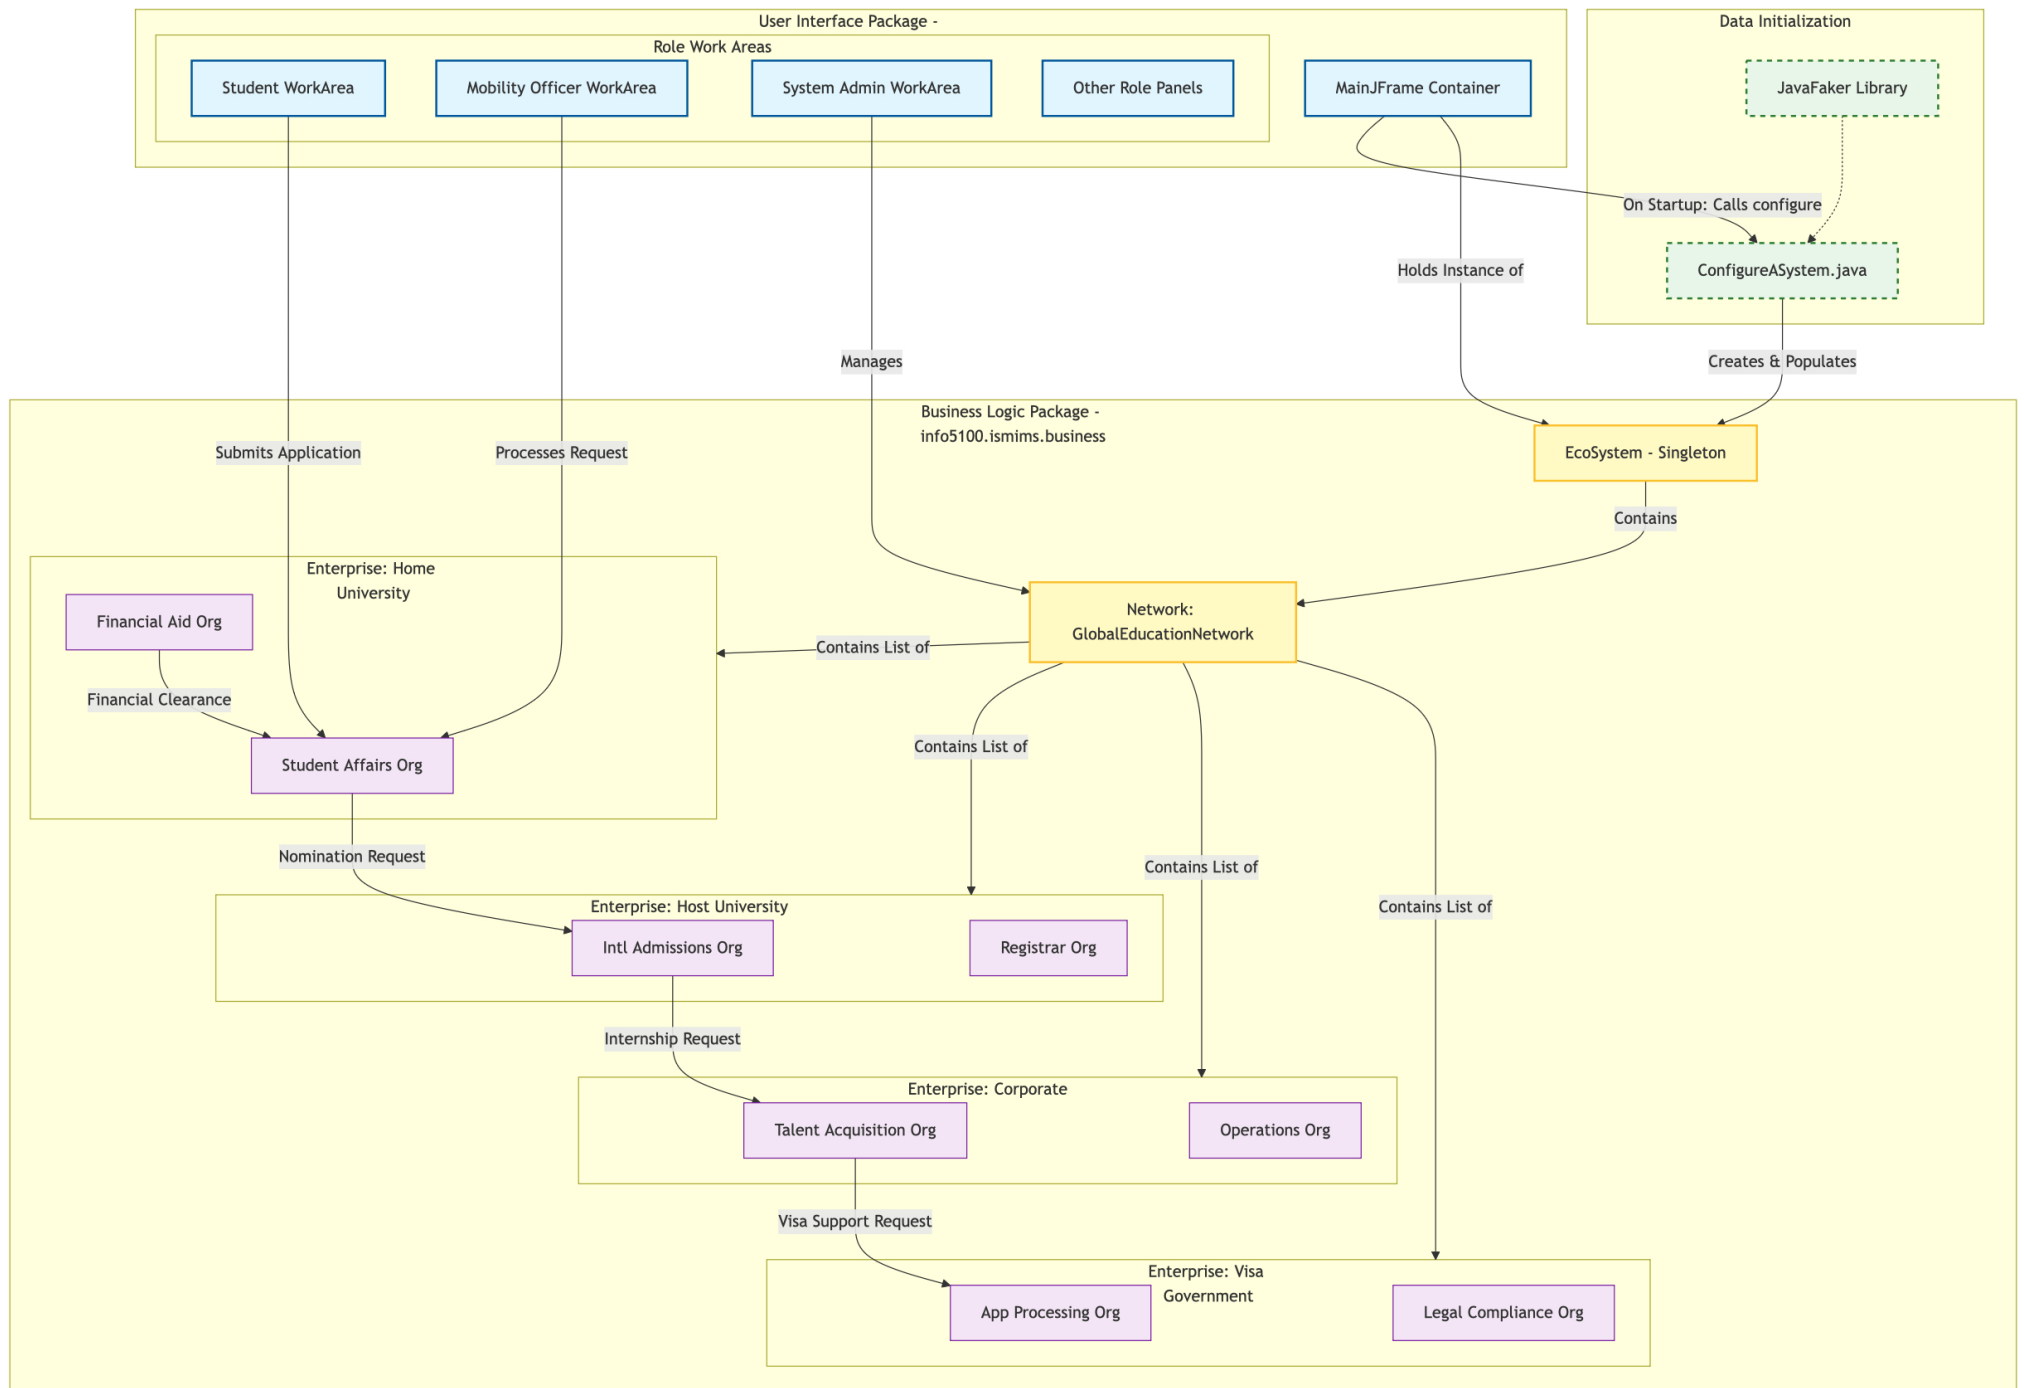 User Interface Package -
Data Initialization
Role Work Areas
Student WorkArea
Mobility Officer WorkArea
System Admin WorkArea
Other Role Panels
MainJFrame Container
JavaFaker Library
On Startup: Calls configure
Holds Instance of
ConfigureASystem.java
Manages
Creates & Populates
Business Logic Package -
info5100.ismims.business
Submits Application
Processes Request
EcoSystem - Singleton
Contains
Enterprise: Home
University
Financial Aid Org
Network:
GlobalEducationNetwork
Contains List of
Financial Clearance
Contains List of
Student Affairs Org
Nomination Request
Contains List of
Contains List of
Enterprise: Host University
Intl Admissions Org
Registrar Org
Internship Request
Enterprise: Corporate
Talent Acquisition Org
Operations Org
Visa Support Request
Enterprise: Visa
Government
App Processing Org
Legal Compliance Org